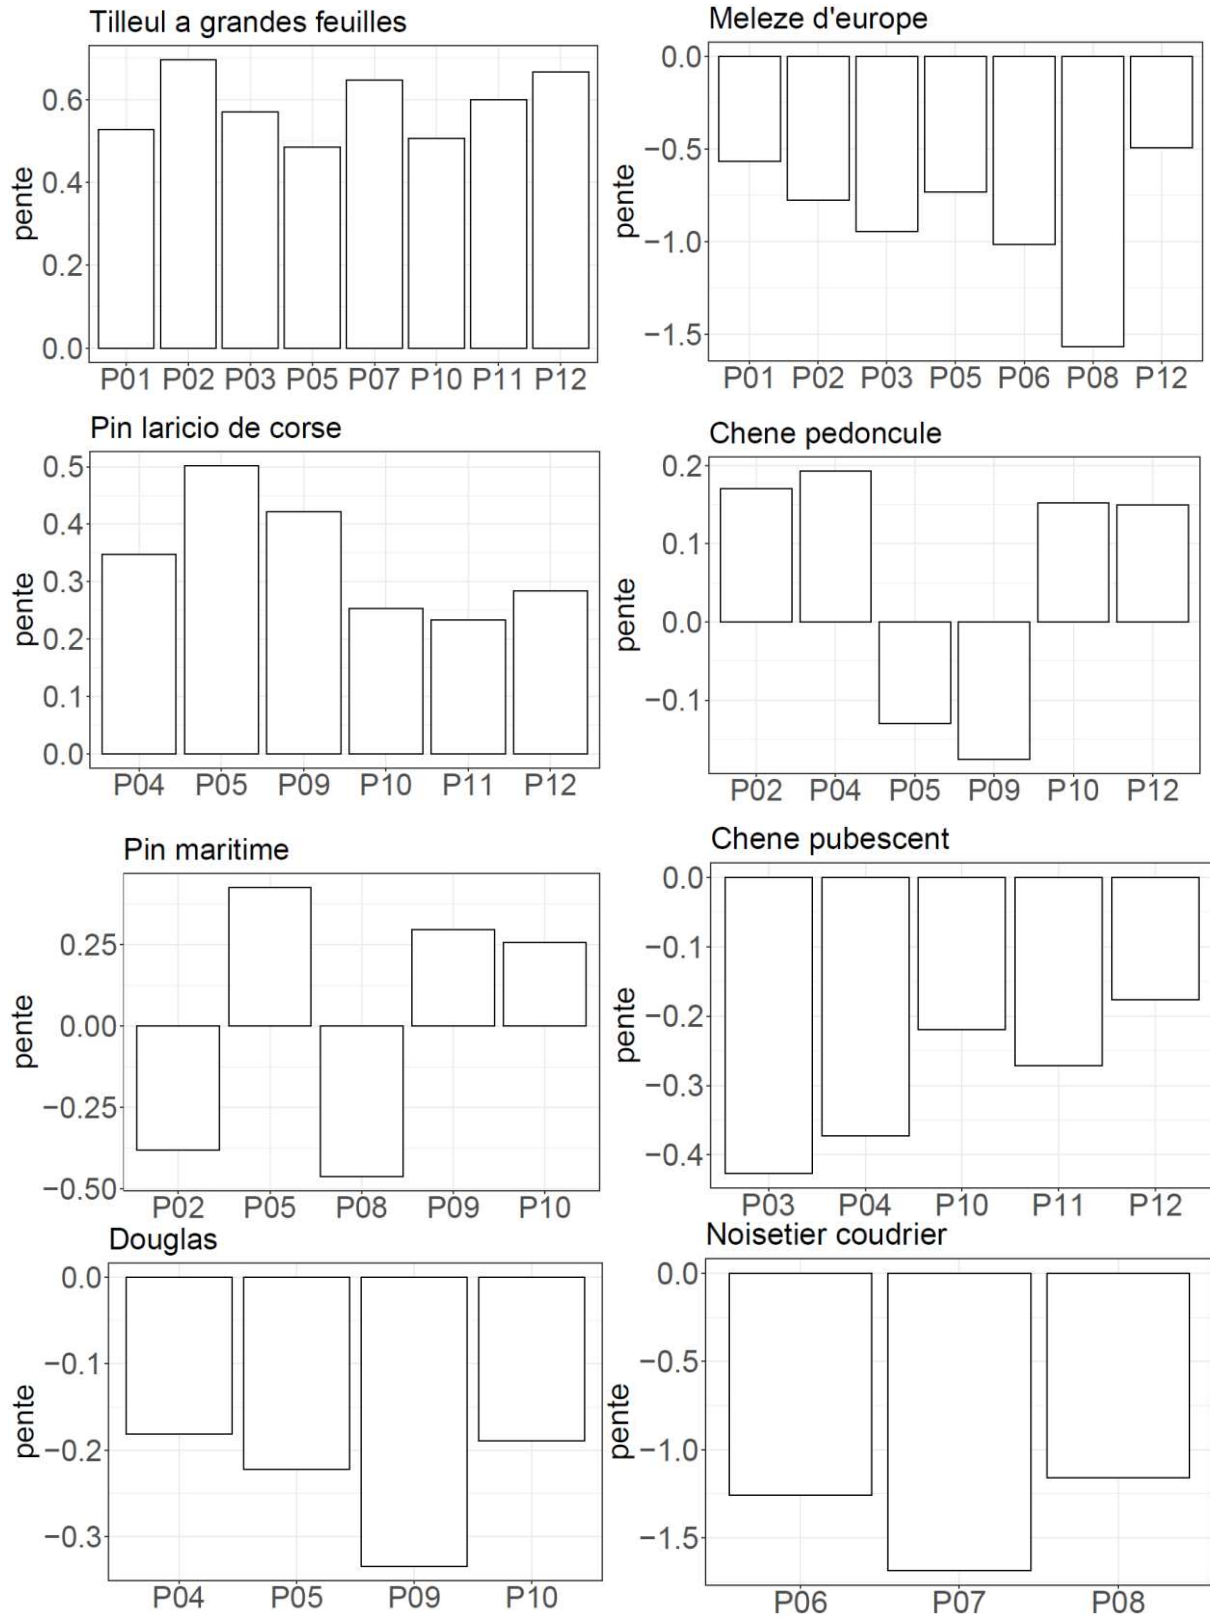 Tilleul a grandes feuilles
pente
0.6
0.4
0.2
0.0
P01 P02 P03 P05 P07 P10 P11 P12
Meleze d'europe
pente
0.0
−0.5
−1.0
−1.5
P01 P02 P03 P05 P06 P08 P12
Pin laricio de corse
pente
0.5
0.4
0.3
0.2
0.1
0.0
P04 P05 P09 P10 P11 P12
Chene pedoncule
pente
0.2
0.1
0.0
−0.1
P02 P04 P05 P09 P10 P12
Pin maritime
pente
0.25
0.00
−0.25
−0.50
P02 P05 P08 P09 P10
Chene pubescent
pente
0.0
−0.1
−0.2
−0.3
−0.4
P03 P04 P10 P11 P12
Douglas
pente
0.0
−0.1
−0.2
−0.3
P04 P05 P09 P10
Noisetier coudrier
pente
0.0
−0.5
−1.0
−1.5
P06 P07 P08